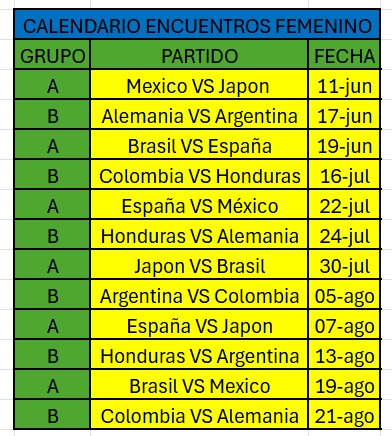 CALENDARIO ENCUENTROS FEMENINO
GRUPO PARTIDO FECHA
A Mexico VS Japon 11-jun
B Alemania VS Argentina 17-jun
A Brasil VS España 19-jun
B Colombia VS Honduras 16-jul
A España VS México 22-jul
B Honduras VS Alemania 24-jul
A Japon VS Brasil 30-jul
B Argentina VS Colombia 05-ago
A España VS Japon 07-ago
B Honduras VS Argentina 13-ago
A Brasil VS Mexico 19-ago
B Colombia VS Alemania 21-ago